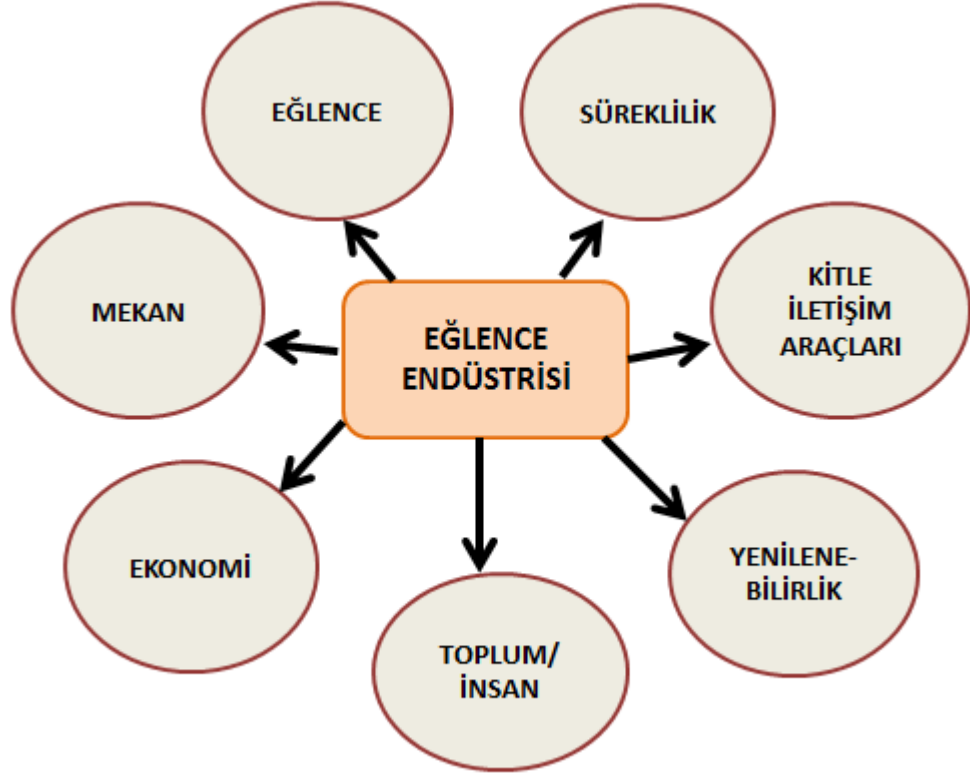 EĞLENCE
SÜREKLİLİK
MEKAN
EĞLENCE
ENDÜSTRİSİ
KİTLE
İLETİŞİM
ARAÇLARI
EKONOMİ
TOPLUM/
İNSAN
YENİLENE-
BİLİRLİK